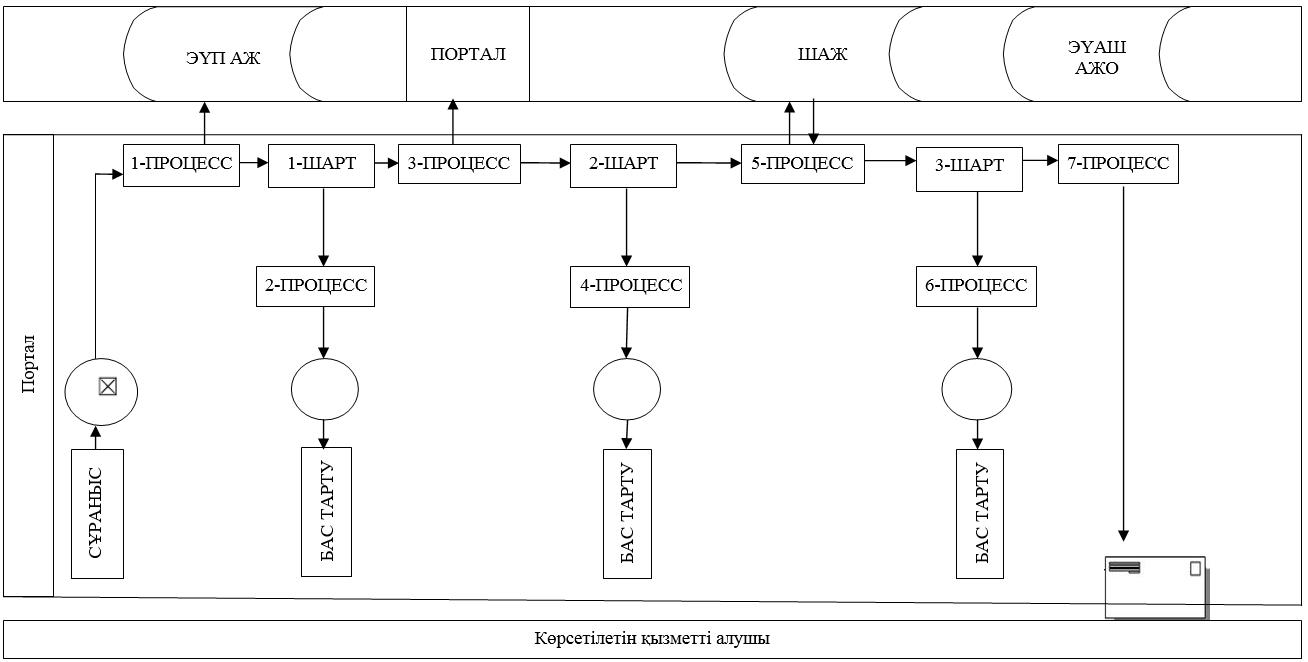 ЭҮП АЖ
ПОРТАЛ
ШАЖ
ЭҮАШ
АЖО
Портал
1-ПРОЦЕСС
1-ШАРТ
3-ПРОЦЕСС
2-ШАРТ
5-ПРОЦЕСС
3-ШАРТ
7-ПРОЦЕСС
2-ПРОЦЕСС
4-ПРОЦЕСС
6-ПРОЦЕСС
СҰРАНЫС
БАС ТАРТУ
БАС ТАРТУ
БАС ТАРТУ
Көрсетілетін қызметті алушы